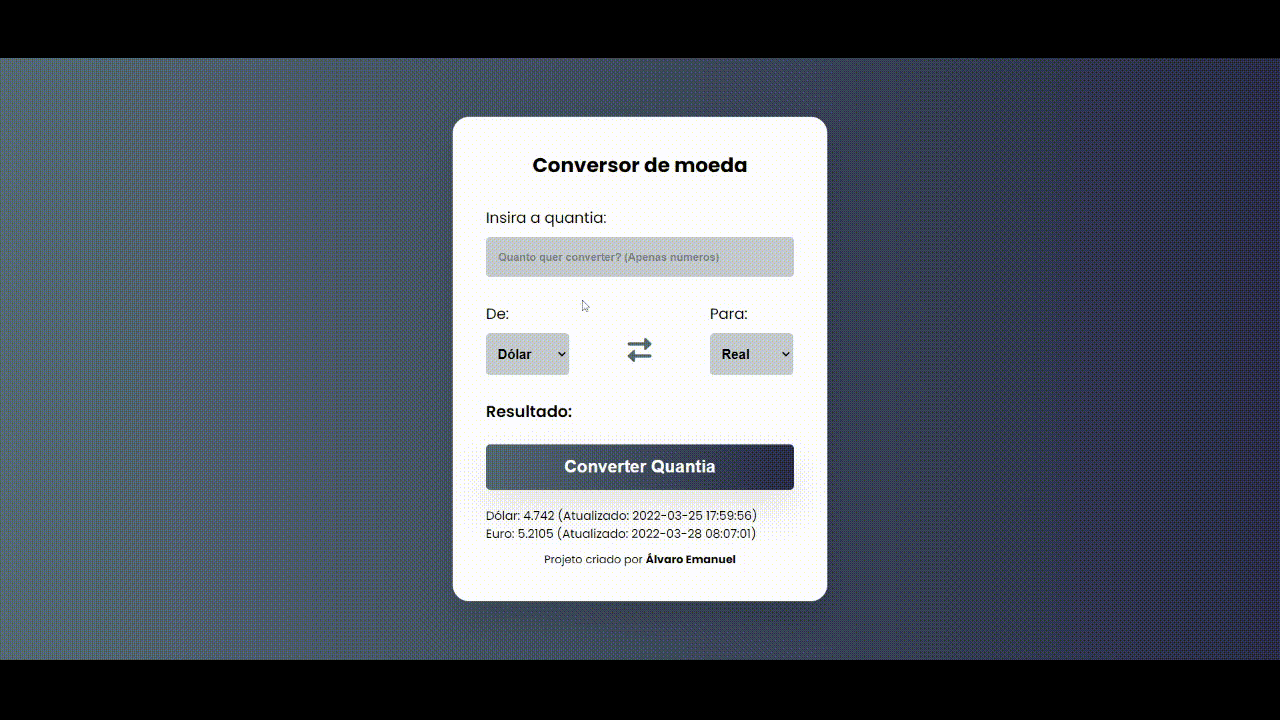 Conversor de moeda
Insira a quantia:
Quanto quer converter? (Apenas números)
De: Para:
Dólar Real
Resultado:
Converter Quantia
Dólar: 4.742 (Atualizado: 2022-03-25 17:59:56)
Euro: 5.2105 (Atualizado: 2022-03-28 08:07:01)
Projeto criado por Álvaro Emanuel